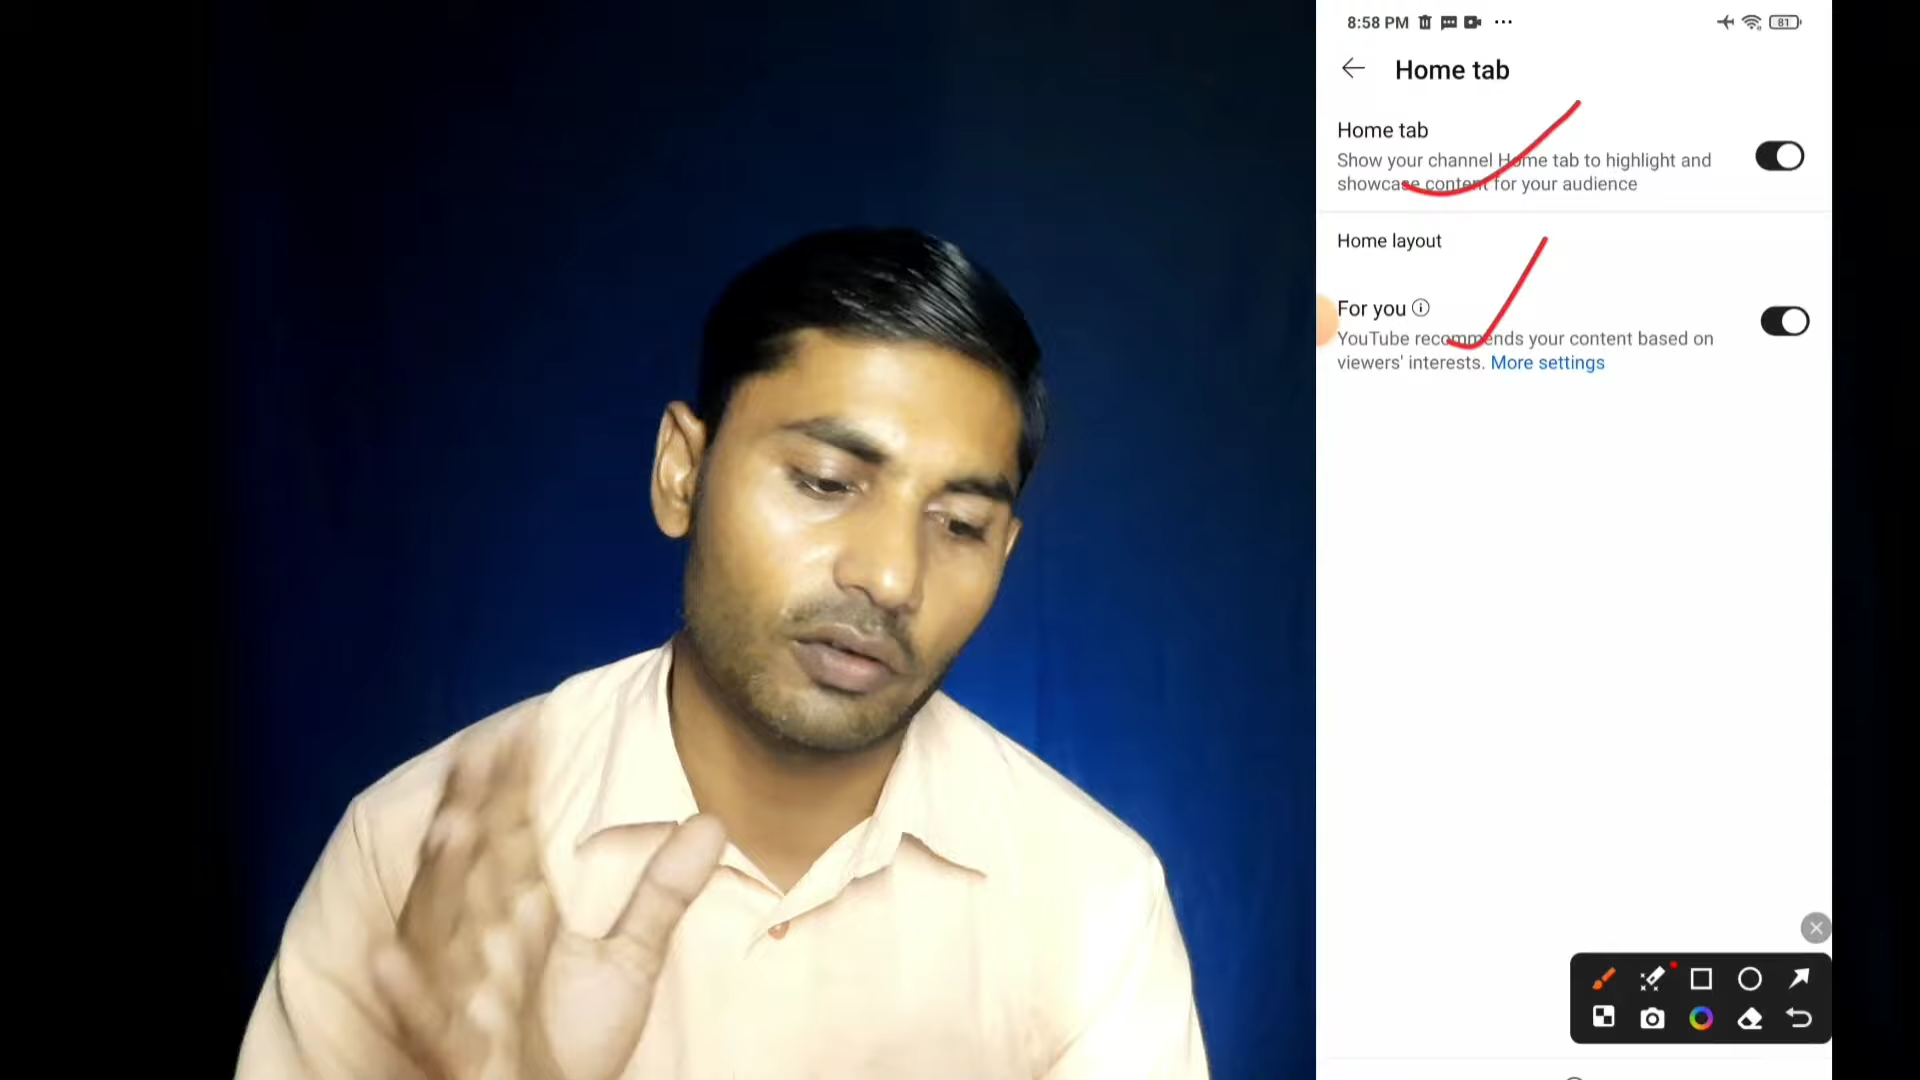 8:58 PM
81
Home tab
Home tab
Show your channel Home tab to highlight and
showcase content for your audience
Home layout
For you
YouTube recommends your content based on
viewers' interests. More settings